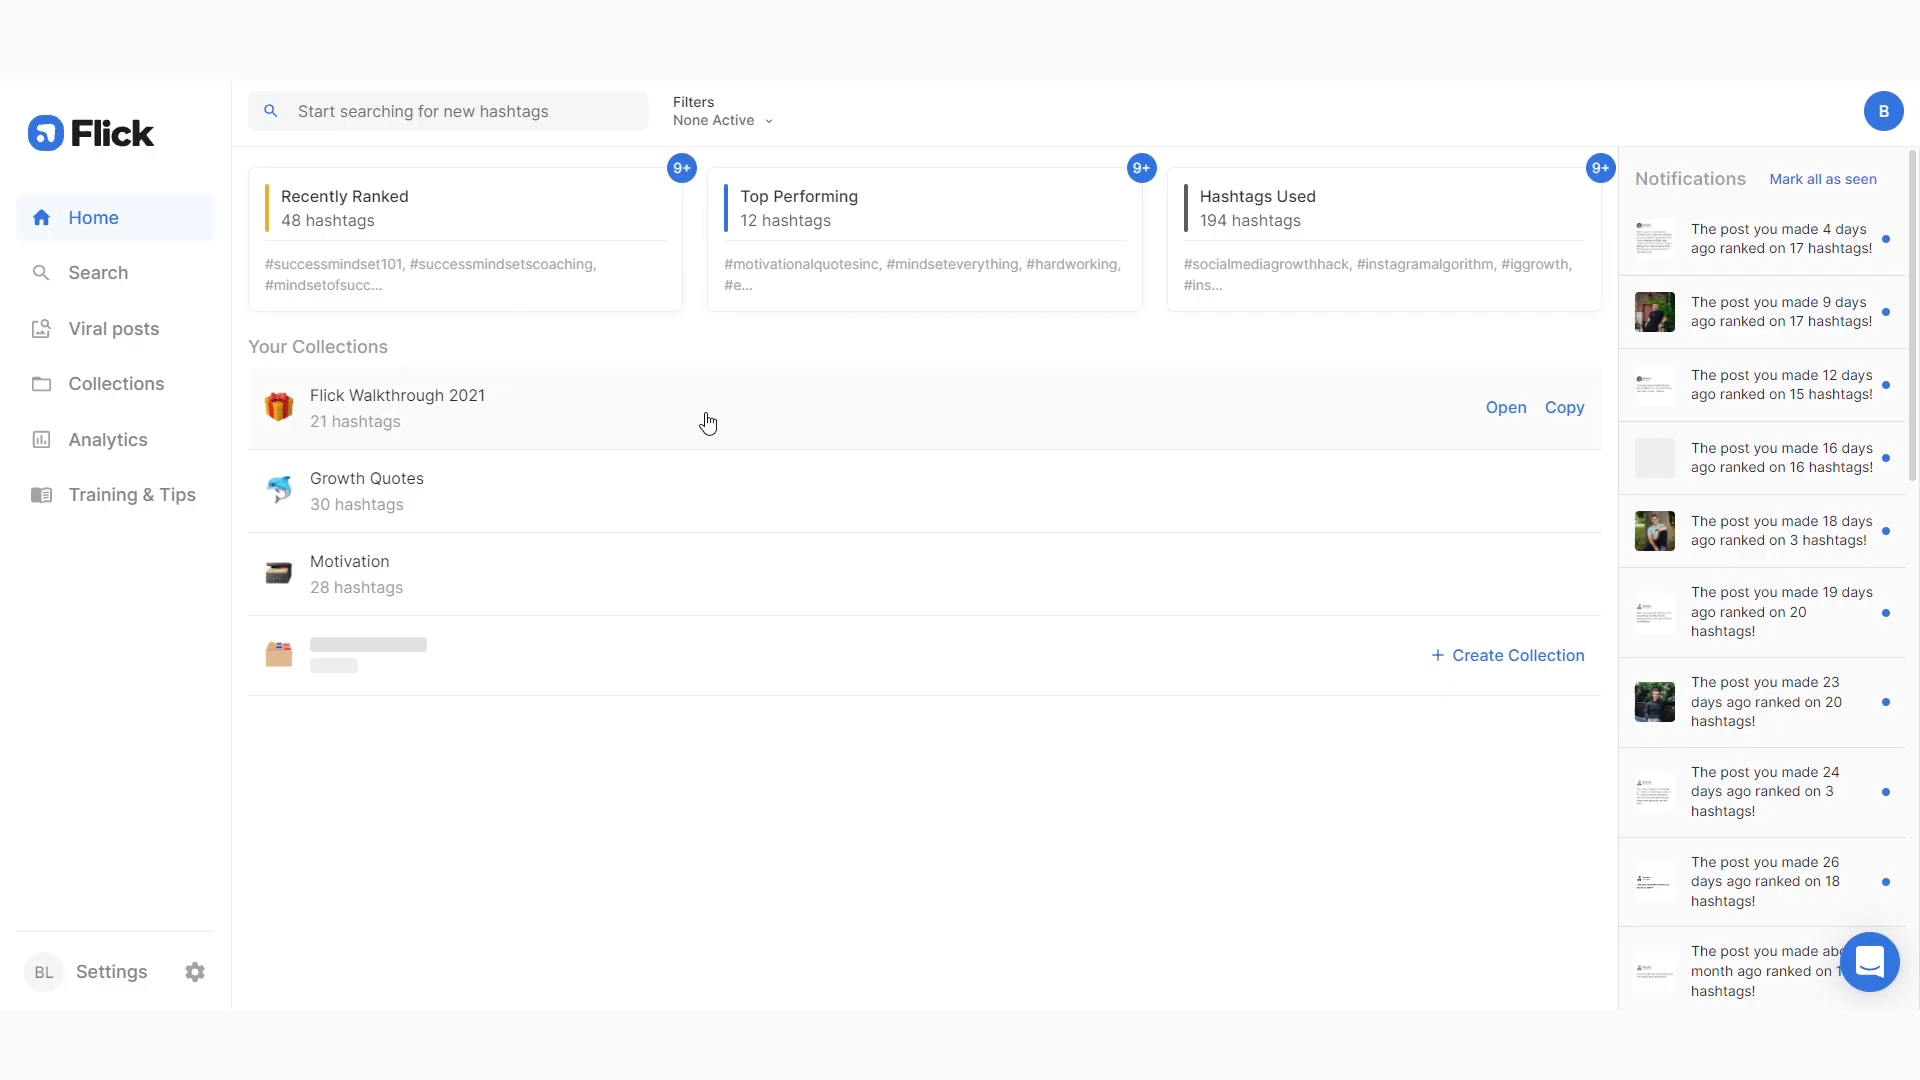 Flick
Home
Search
Viral posts
Collections
Analytics
Training & Tips
BL Settings
Start searching for new hashtags
Filters
None Active
B
9+
Recently Ranked
48 hashtags
#successmindset101, #successmindsetscoaching,
#mindsetofsucc...
9+
Top Performing
12 hashtags
#motivationalquotesinc, #mindseteverything, #hardworking,
#e...
9+
Hashtags Used
194 hashtags
#socialmediagrowthhack, #instagramalgorithm, #iggrowth,
#ins...
Your Collections
Flick Walkthrough 2021
21 hashtags
Open Copy
Growth Quotes
30 hashtags
Motivation
28 hashtags
+ Create Collection
Notifications Mark all as seen
The post you made 4 days
ago ranked on 17 hashtags!
The post you made 9 days
ago ranked on 17 hashtags!
The post you made 12 days
ago ranked on 15 hashtags!
The post you made 16 days
ago ranked on 16 hashtags!
The post you made 18 days
ago ranked on 3 hashtags!
The post you made 19 days
ago ranked on 20
hashtags!
The post you made 23
days ago ranked on 20
hashtags!
The post you made 24
days ago ranked on 3
hashtags!
The post you made 26
days ago ranked on 18
hashtags!
The post you made
month ago ranked on
hashtags!